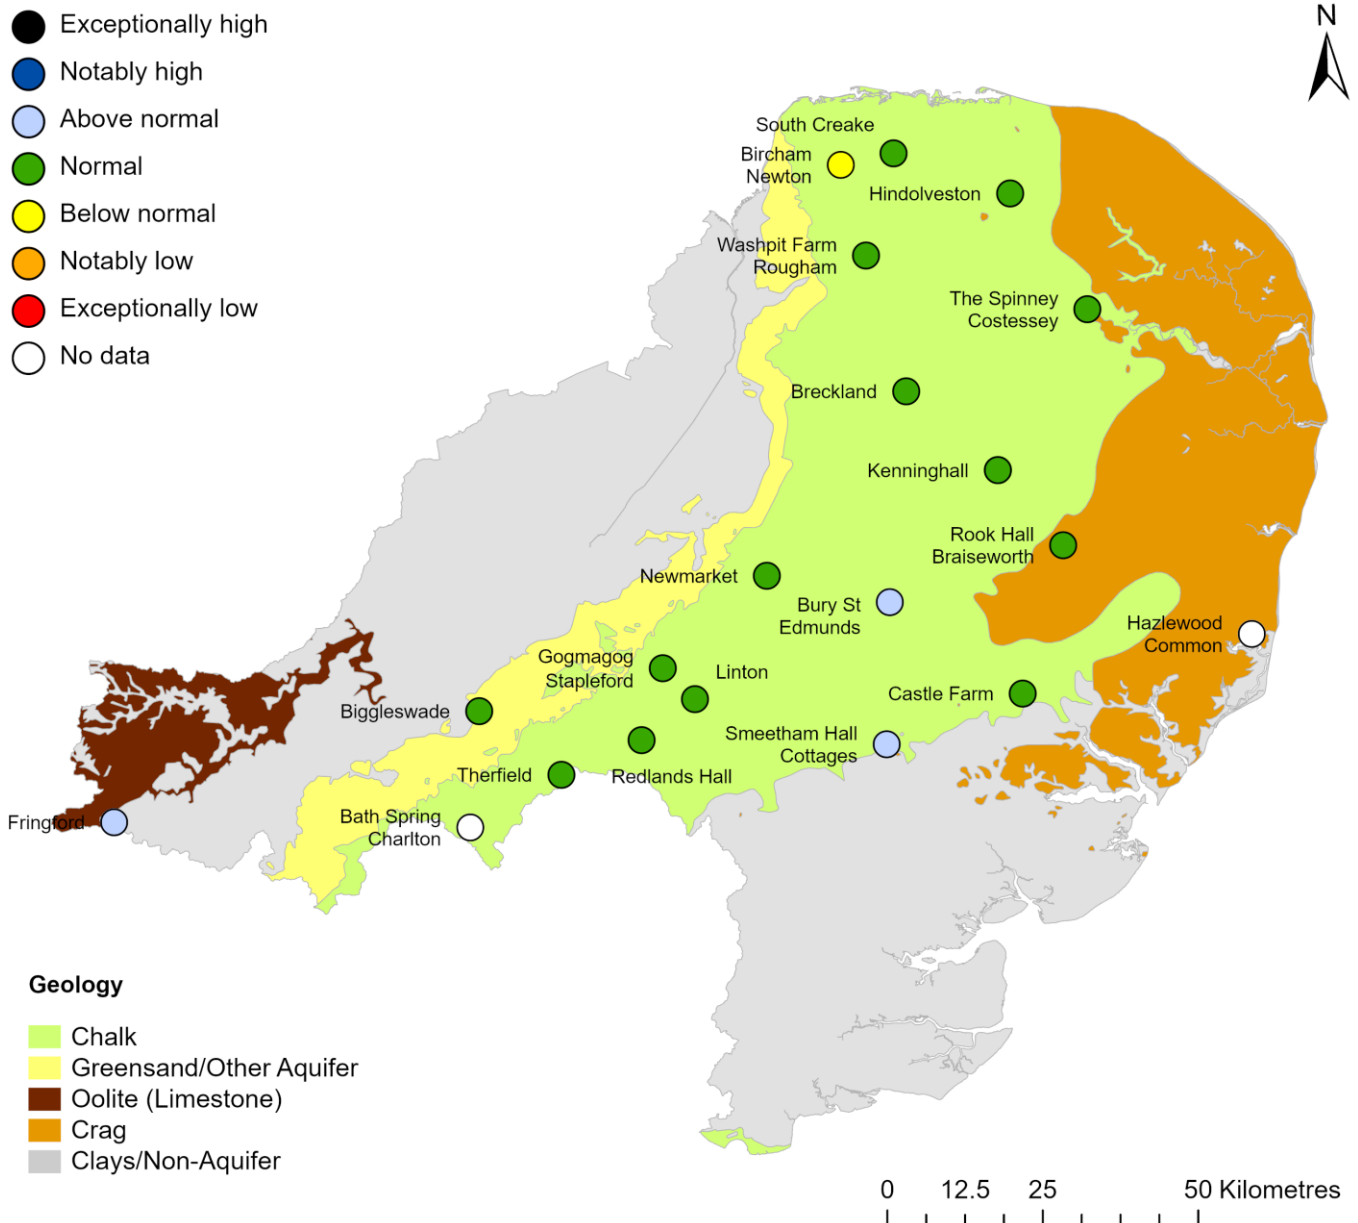 Exceptionally high
Notably high
Above normal
Normal
Below normal
Notably low
Exceptionally low
No data
N
South Creake
Bircham
Newton
Hindolveston
Washpit Farm
Rougham
The Spinney
Costessey
Breckland
Kenninghall
Rook Hall
Braiseworth
Newmarket
Bury St
Edmunds
Hazlewood
Common
Gogmagog
Stapleford
Linton
Castle Farm
Biggleswade
Smeetham Hall
Cottages
Therfield
Redlands Hall
Bath Spring
Charlton
Fringford
Geology
Chalk
Greensand/Other Aquifer
Oolite (Limestone)
Crag
Clays/Non-Aquifer
0 12.5 25 50 Kilometres